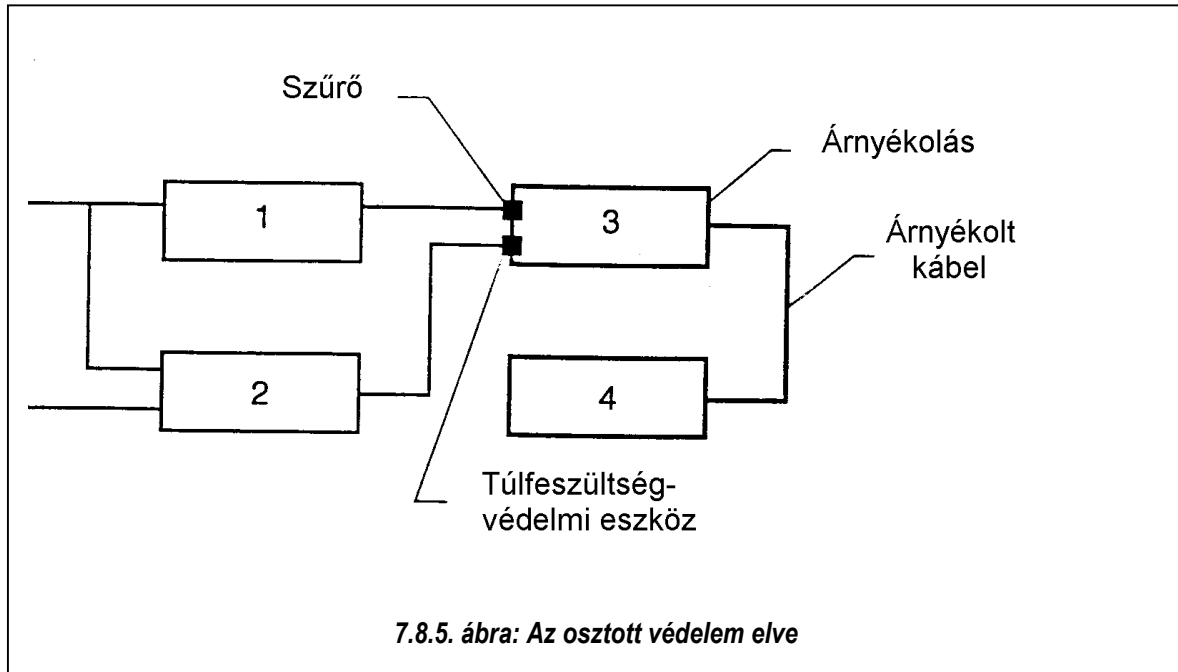 Szűrő
Árnyékolás
1
3
Árnyékolt
kábel
2
4
Túlfeszültség-
védelmi eszköz
7.8.5. ábra: Az osztott védelem elve